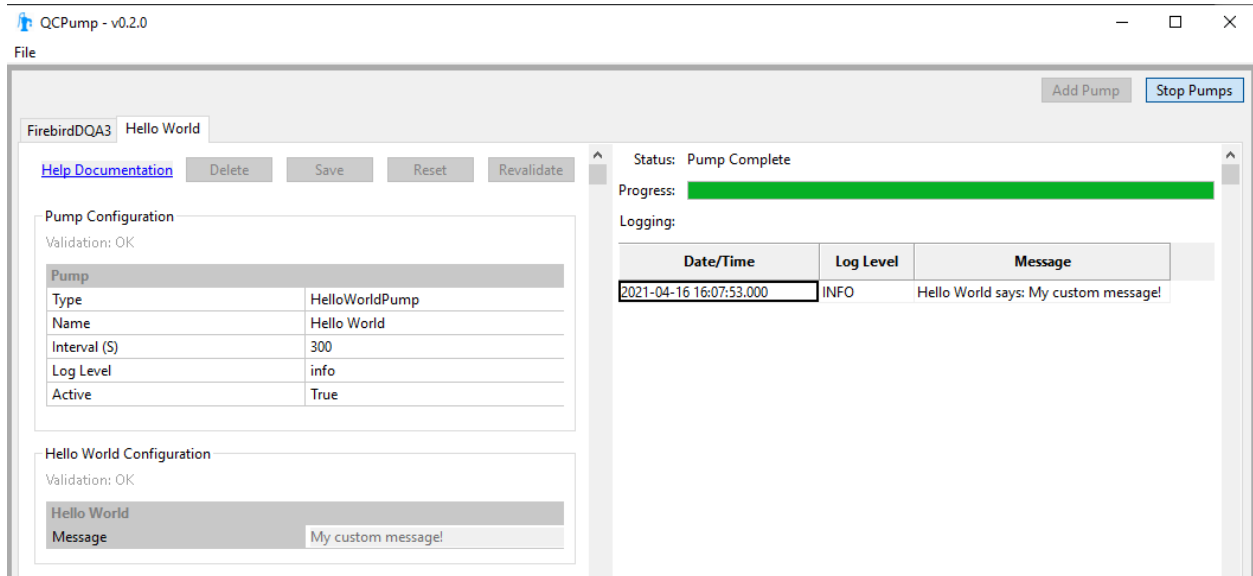 QCPump - v0.2.0
File
Add Pump Stop Pumps
FirebirdDQA3 Hello World
Help Documentation Delete Save Reset Revalidate
Pump Configuration
Validation: OK
Pump
Type HelloWorldPump
Name Hello World
Interval (S) 300
Log Level info
Active True
Hello World Configuration
Validation: OK
Hello World
Message My custom message!
Status: Pump Complete
Progress:
Logging:
Date/Time Log Level Message
2021-04-16 16:07:53.000 INFO Hello World says: My custom message!